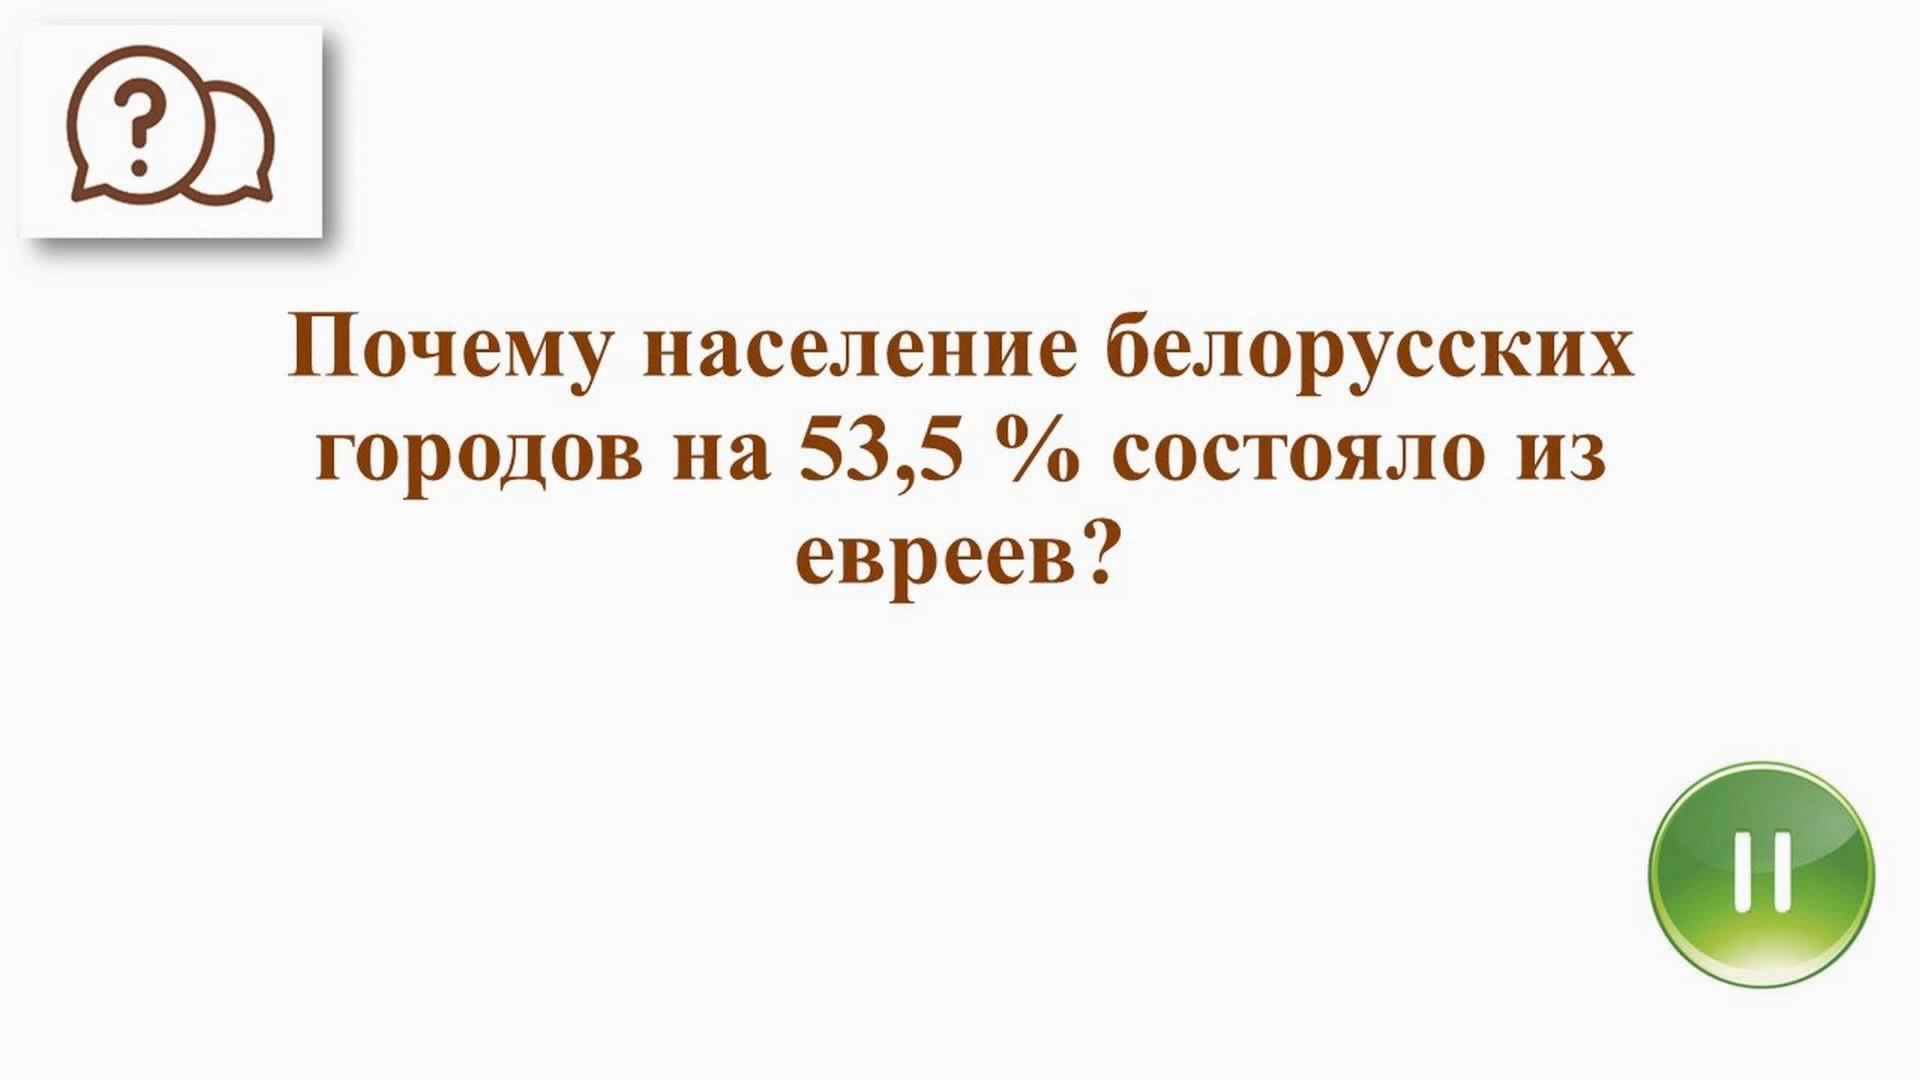 Почему население белорусских
городов на 53,5 % состояло из
евреев?